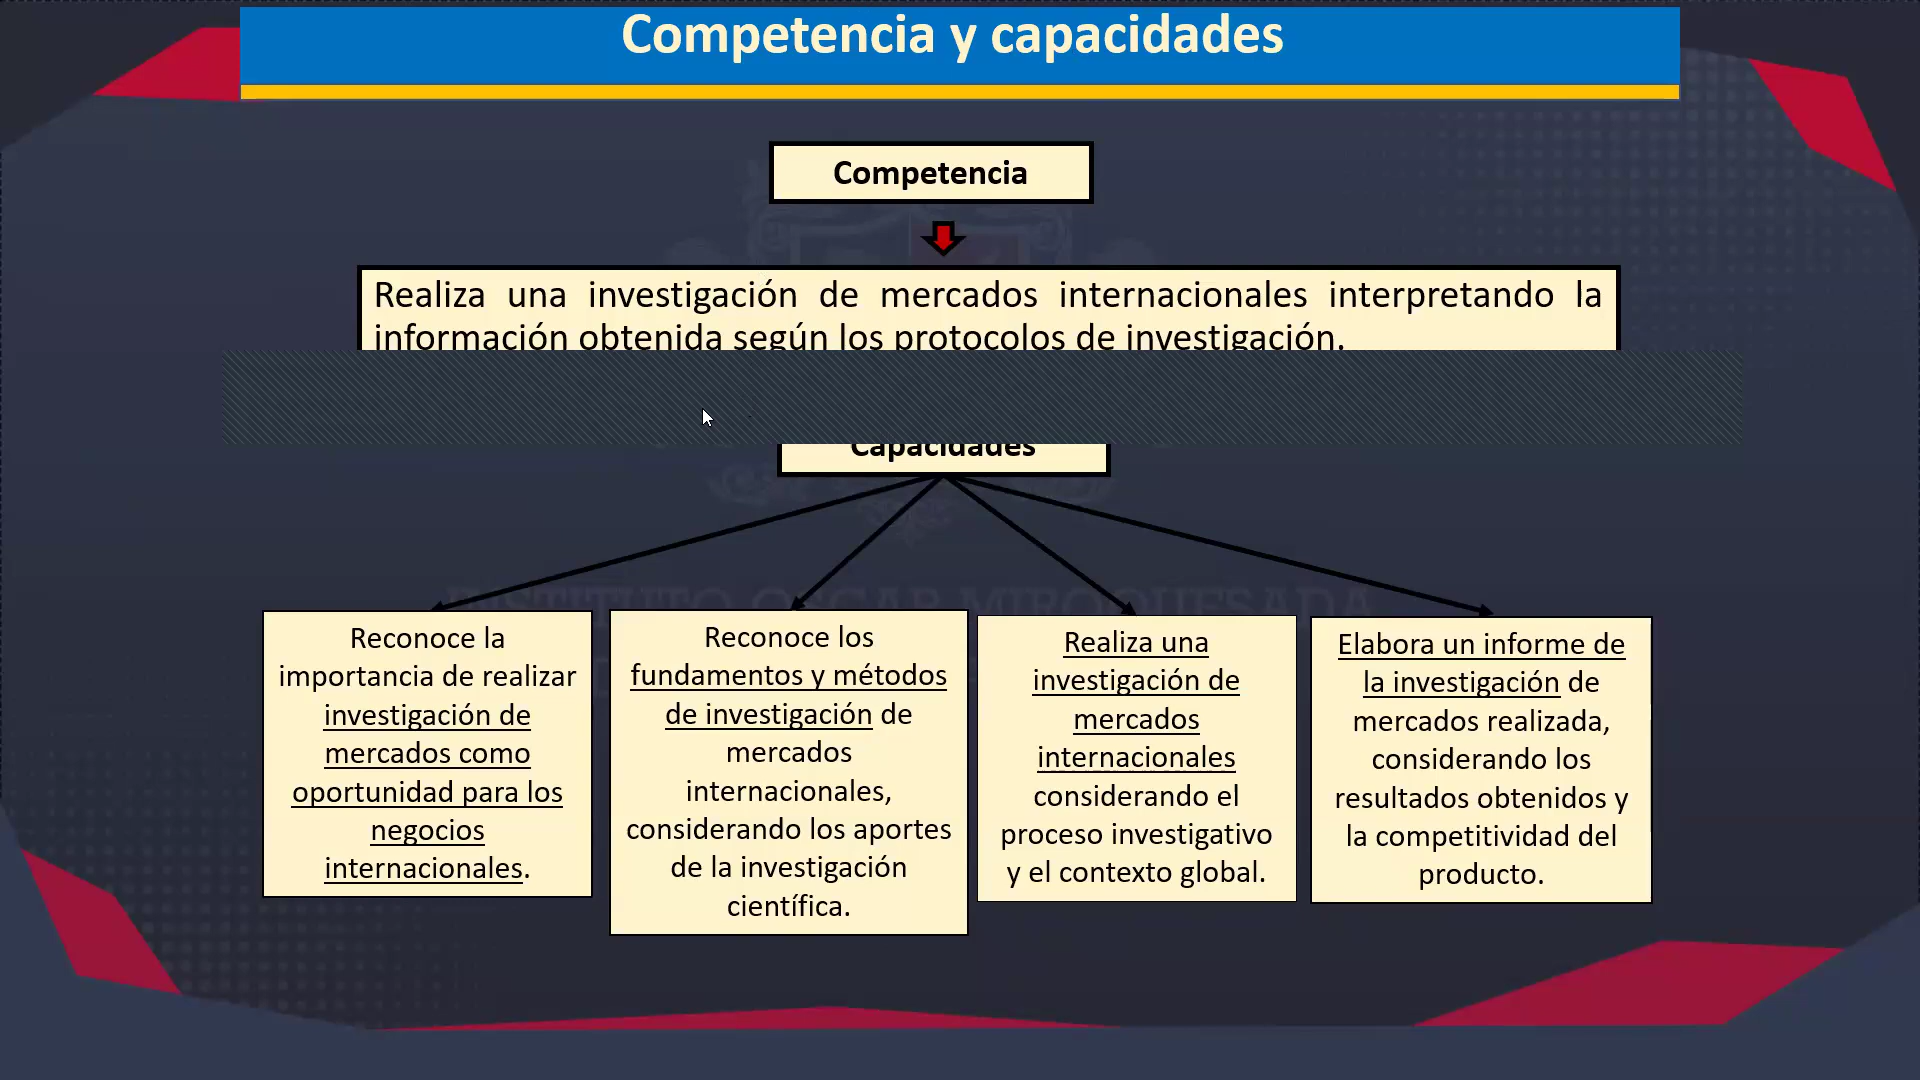 Competencia y capacidades
Competencia
Realiza una investigación de mercados internacionales interpretando la
información obtenida según los protocolos de investigación.
Capacidades
INSTITUTO OSCAR MIROQUESADA
Reconoce la
importancia de realizar
investigación de
mercados como
oportunidad para los
negocios
internacionales.
Reconoce los
fundamentos y métodos
de investigación de
mercados
internacionales,
considerando los aportes
de la investigación
científica.
Realiza una
investigación de
mercados
internacionales
considerando el
proceso investigativo
y el contexto global.
Elabora un informe de
la investigación de
mercados realizada,
considerando los
resultados obtenidos y
la competitividad del
producto.